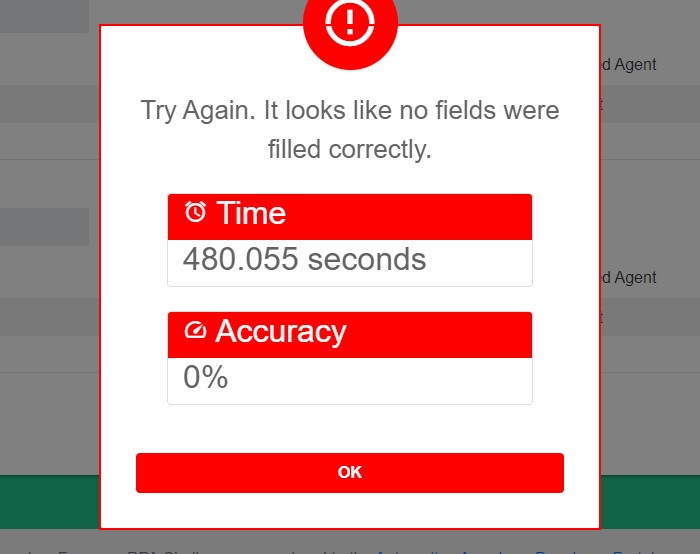 d Agent
Try Again. It looks like no fields were
filled correctly.
Time
480.055 seconds
d Agent
Accuracy
0%
OK